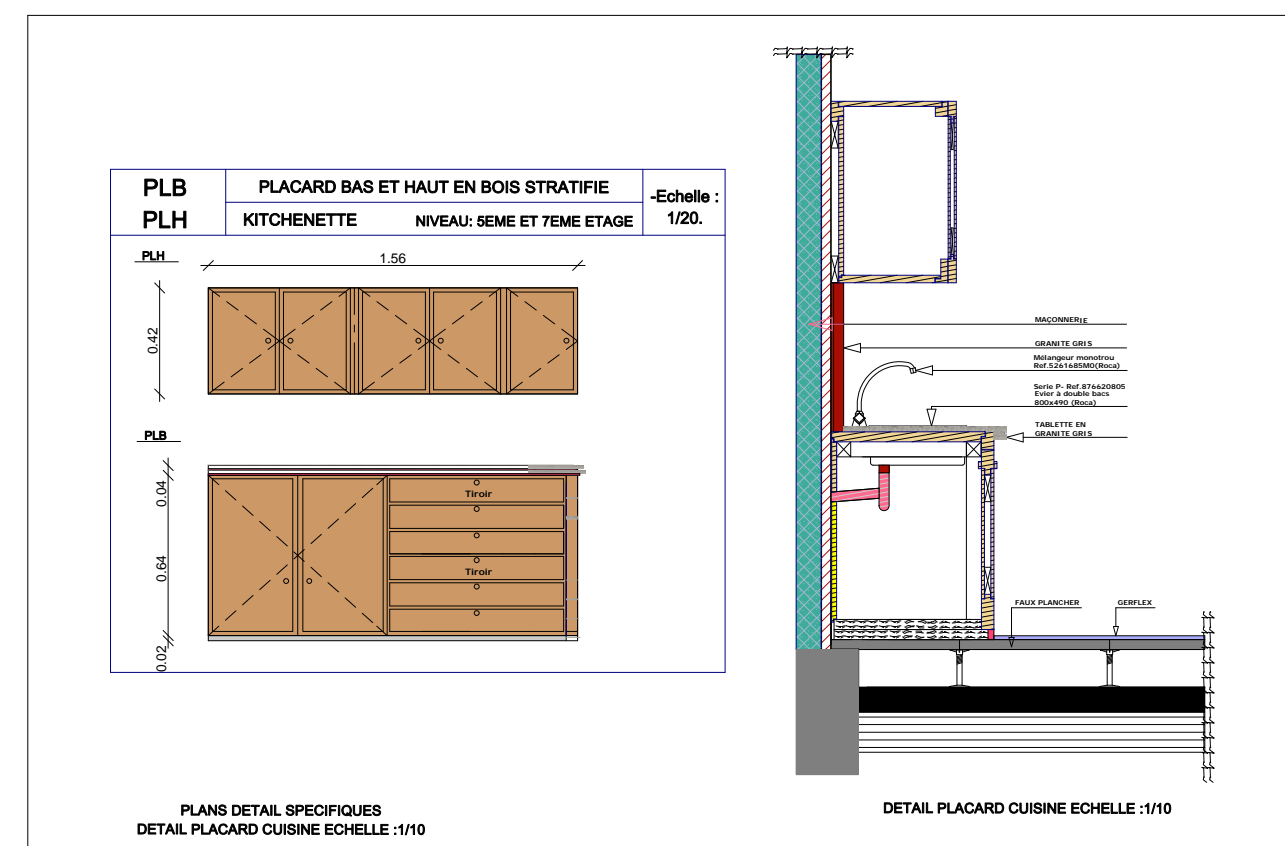 PLB
PLACARD BAS ET HAUT EN BOIS STRATIFIE
-Echelle :
1/20.
PLH
KITCHENETTE
NIVEAU: 5EME ET 7EME ETAGE
PLH
1.56
0.42
PLB
0.04
0.64
0.02
Tiroir
Tiroir
PLANS DETAIL SPECIFIQUES
DETAIL PLACARD CUISINE ECHELLE :1/10
MAÇONNERIE
GRANITE GRIS
Mélangeur monotrou
Ref.5261685M0(Roca)
Serie P- Ref.876620805
Evier à double bacs
800x490 (Roca)
TABLETTE EN
GRANITE GRIS
FAUX PLANCHER
GERFLEX
DETAIL PLACARD CUISINE ECHELLE :1/10